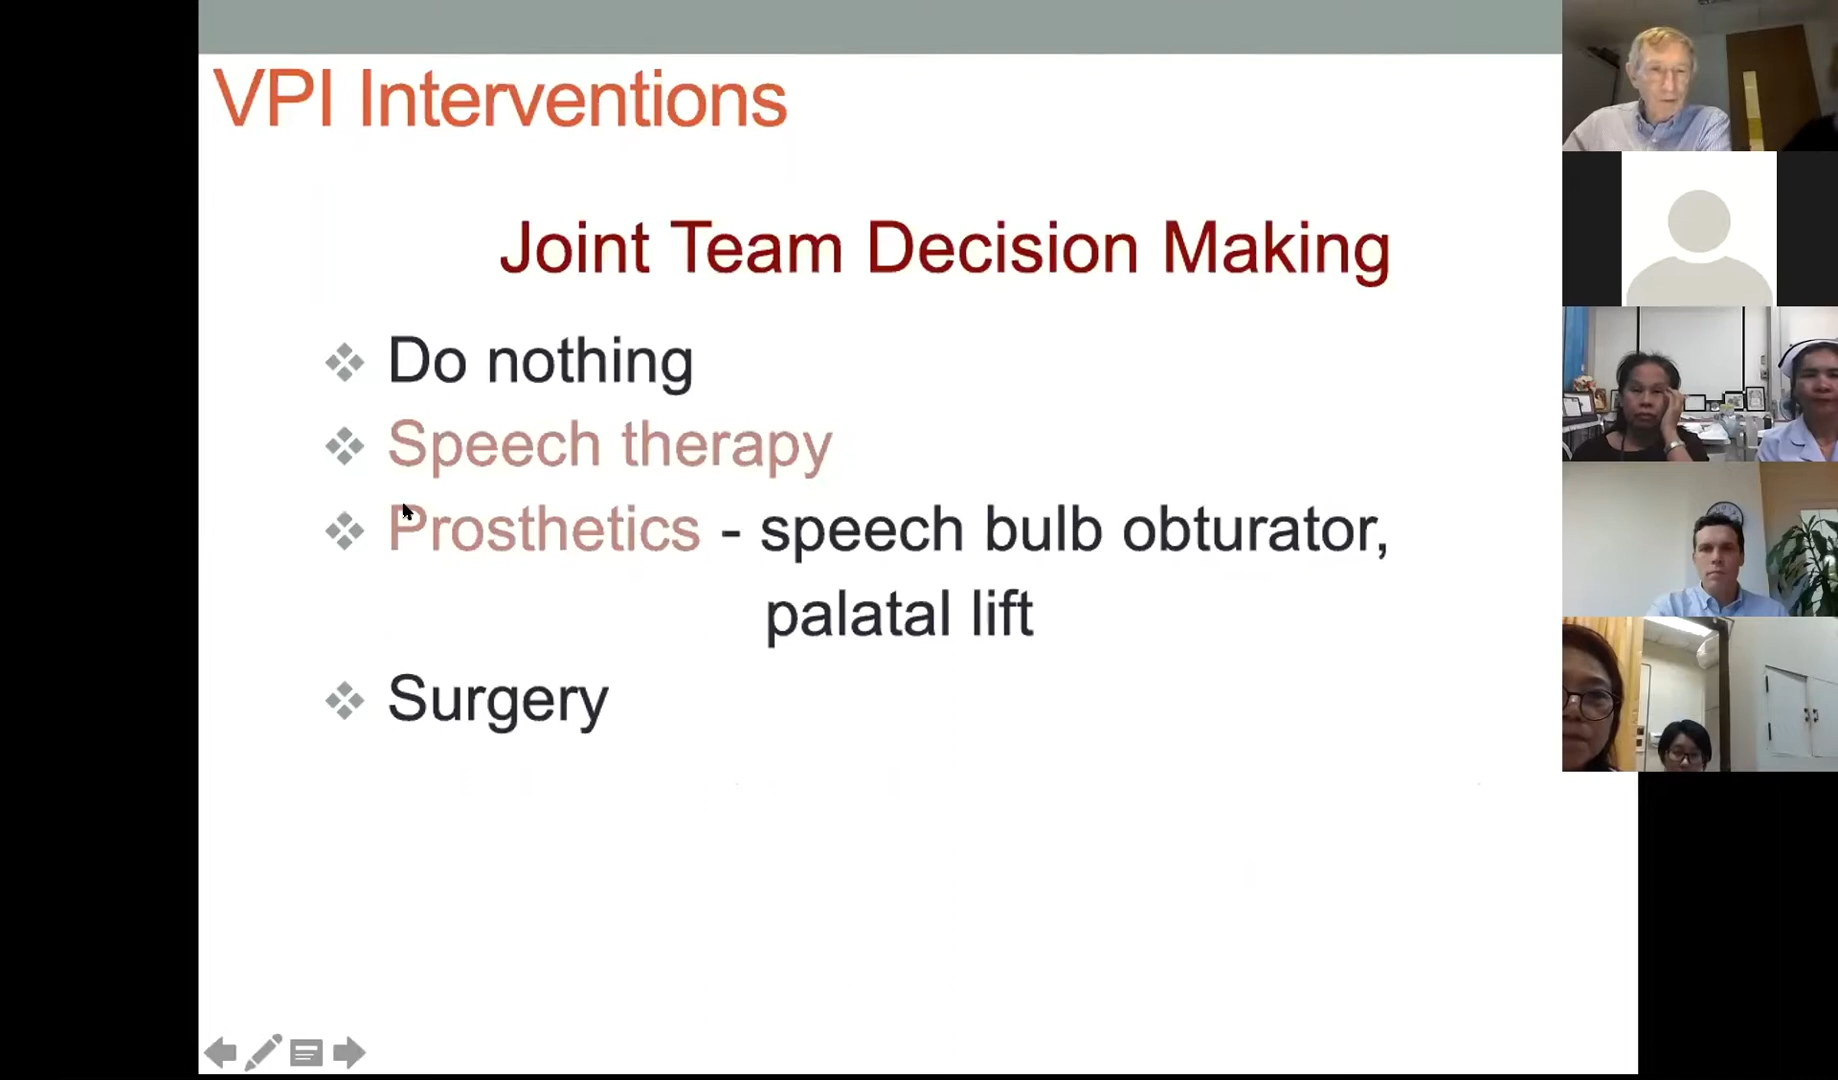 VPI Interventions
Joint Team Decision Making
Do nothing
Speech therapy
Prosthetics - speech bulb obturator,
palatal lift
Surgery